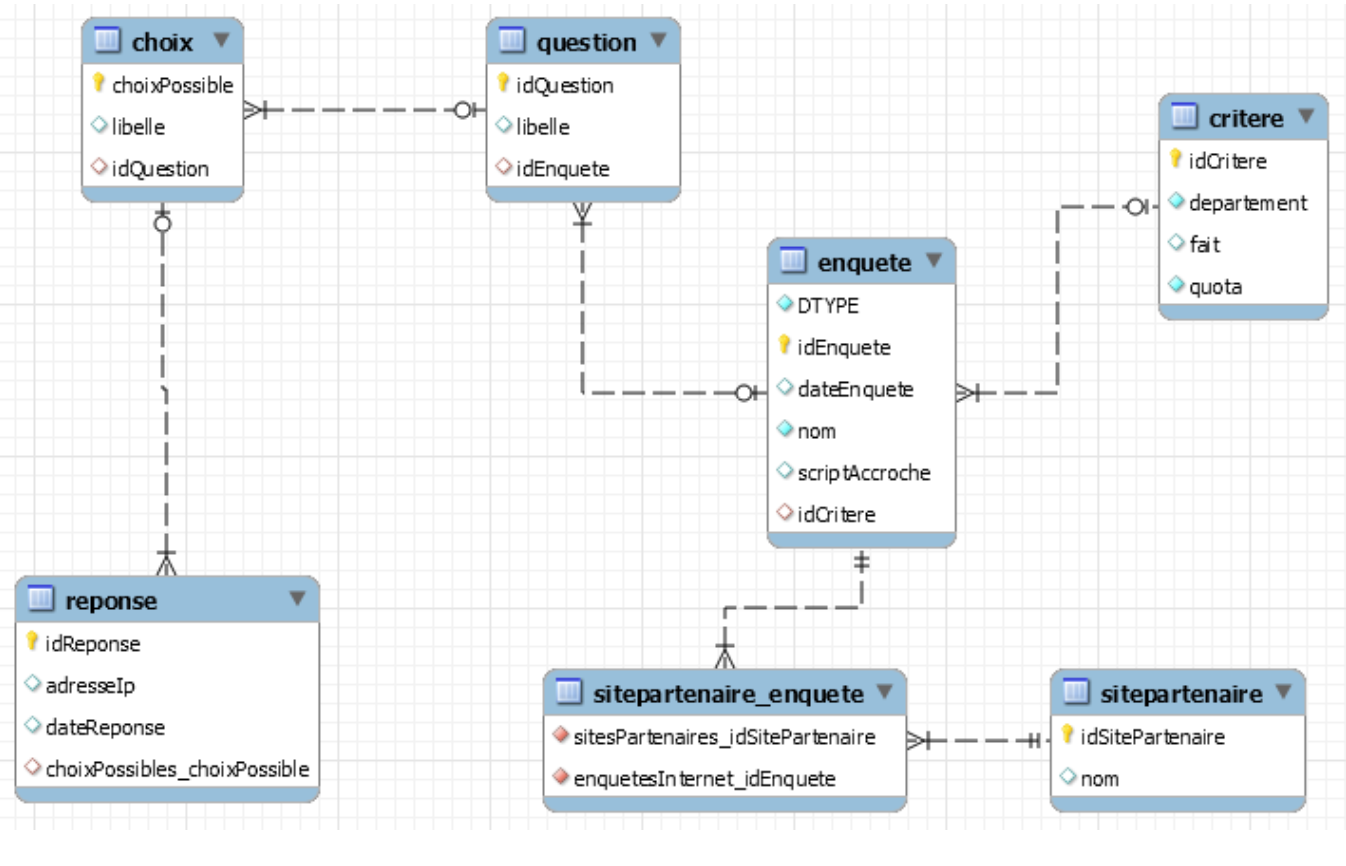 choix
choixPossible
libelle
idQuestion
question
idQuestion
libelle
idEnquete
critere
idCritere
departement
fait
quota
enquete
DTYPE
idEnquete
dateEnquete
nom
scriptAccroche
idCritere
reponse
idReponse
adresseIp
dateReponse
choixPossibles_choixPossible
sitepartenaire_enquete
sitesPartenaires_idSitePartenaire
enquetesInternet_idEnquete
sitepartenaire
idSitePartenaire
nom